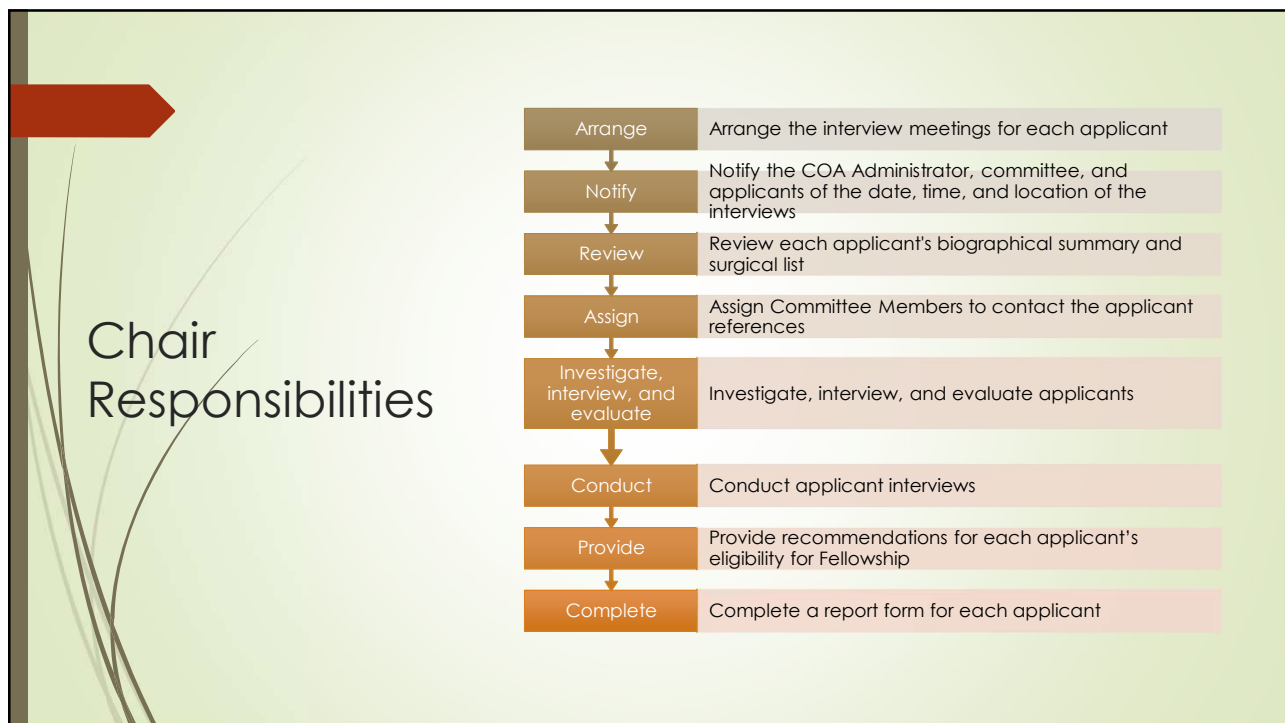 Chair
Responsibilities
Arrange
Arrange the interview meetings for each applicant
Notify
Notify the COA Administrator, committee, and
applicants of the date, time, and location of the
interviews
Review
Review each applicant's biographical summary and
surgical list
Assign
Assign Committee Members to contact the applicant
references
Investigate,
interview, and
evaluate
Investigate, interview, and evaluate applicants
Conduct
Conduct applicant interviews
Provide
Provide recommendations for each applicant’s
eligibility for Fellowship
Complete
Complete a report form for each applicant